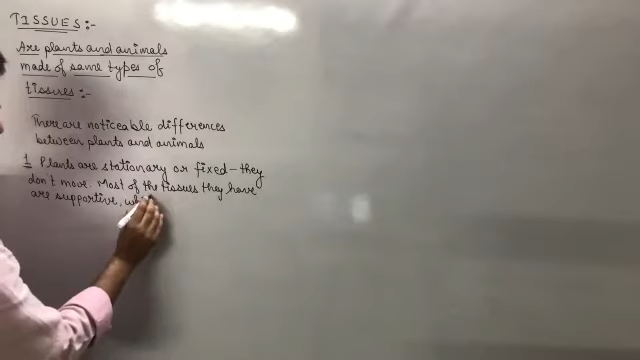 TISSUES:-
Are plants and animals
made of same types of
tissues:-
There are noticeable differences
between plants and animals
1 Plants are stationary or fixed - they
don't move. Most of the tissues they have
are supportive,